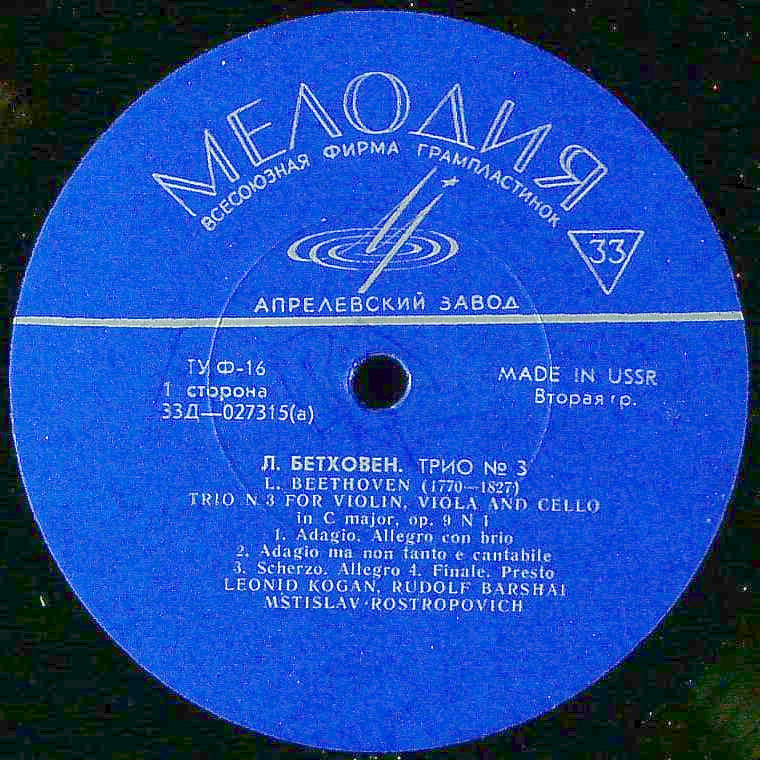 МЕЛОДИЯ
ВСЕСОЮЗНАЯ ФИРМА ГРАМПЛАСТИНОК
33
АПРЕЛЕВСКИЙ ЗАВОД
ТУ Ф-16
1 сторона
33Д—027315(а)
MADE IN USSR
Вторая гр.
Л. БЕТХОВЕН. ТРИО № 3
L. BEETHOVEN (1770—1827)
TRIO N 3 FOR VIOLIN, VIOLA AND CELLO
in C major, op. 9 N 1
1. Adagio. Allegro con brio
2. Adagio ma non tanto e cantabile
3. Scherzo. Allegro 4. Finale. Presto
LEONID KOGAN, RUDOLF BARSHAI
MSTISLAV ROSTROPOVICH